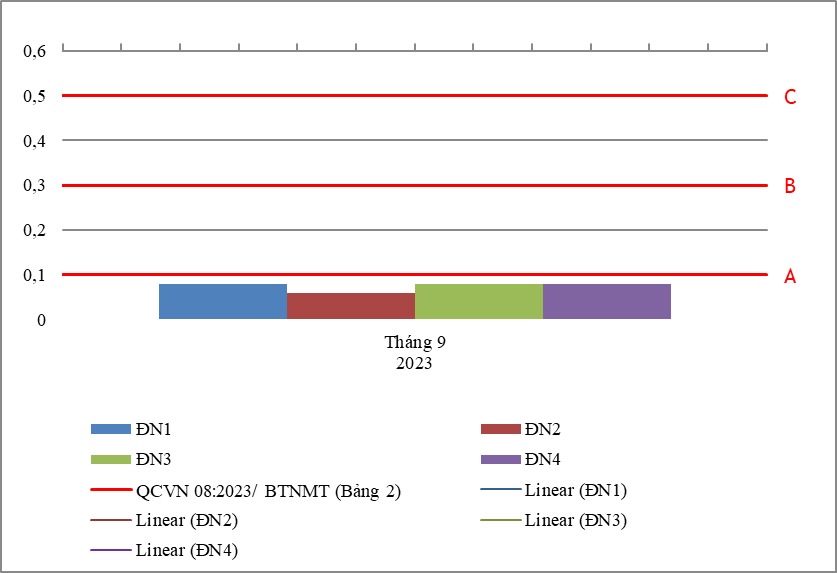 0,6
0,5
C
0,4
0,3
B
0,2
0,1
A
0
Tháng 9
2023
ĐN1
ĐN2
ĐN3
ĐN4
QCVN 08:2023/ BTNMT (Bảng 2)
Linear (ĐN1)
Linear (ĐN2)
Linear (ĐN3)
Linear (ĐN4)